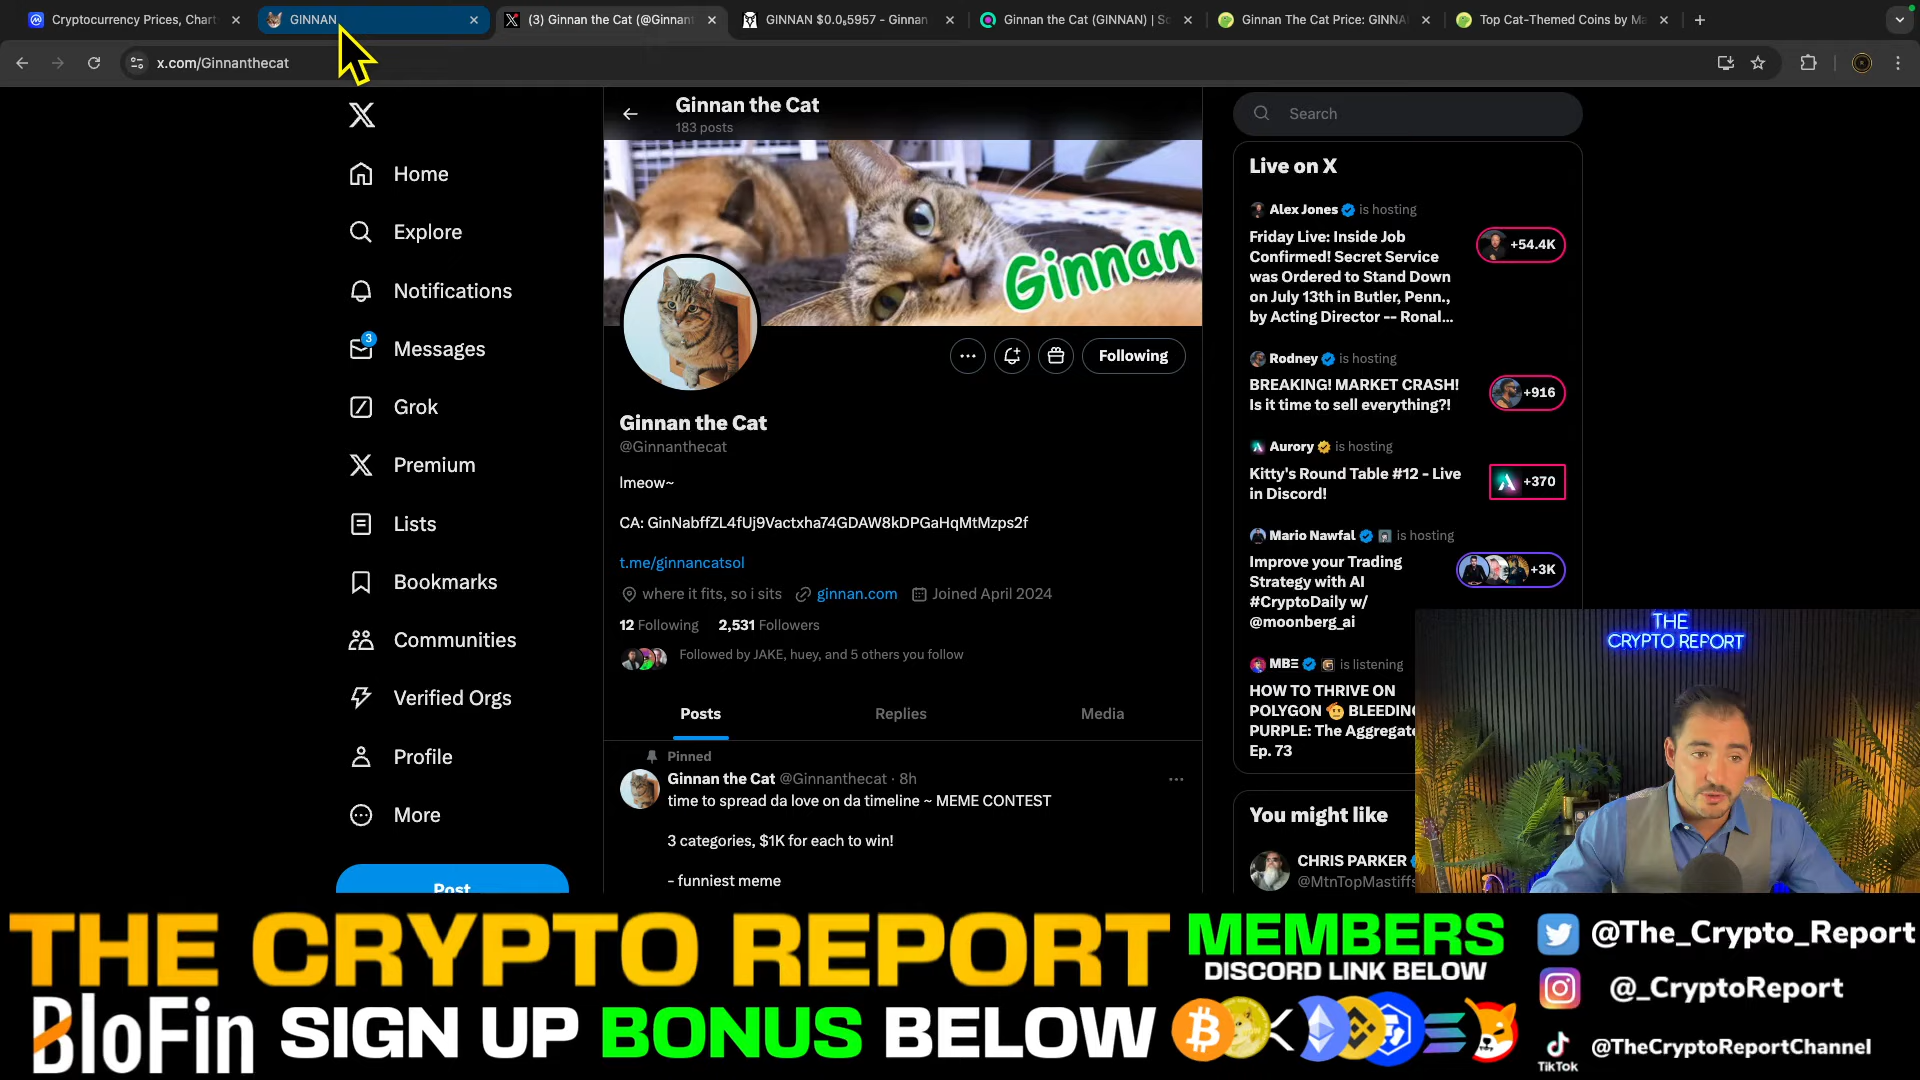 Cryptocurrency Prices, Chart
GINNAN
(3) Ginnan the Cat (@Ginnant
GINNAN $0.0₅5957 - Ginnan
Ginnan the Cat (GINNAN) | So
Ginnan The Cat Price: GINNA
Top Cat-Themed Coins by Ma
x.com/Ginnanthecat
Home
Explore
Notifications
3
Messages
Grok
Premium
Lists
Bookmarks
Communities
Verified Orgs
Profile
More
Post
Ginnan the Cat
183 posts
Ginnan
Following
Ginnan the Cat
@Ginnanthecat
lmeow~
CA: GinNabffZL4fUj9Vactxha74GDAW8kDPGaHqMtMzps2f
t.me/ginnancatsol
where it fits, so i sits ginnan.com Joined April 2024
12 Following 2,531 Followers
Followed by JAKE, huey, and 5 others you follow
Posts Replies Media
Pinned
Ginnan the Cat @Ginnanthecat · 8h
time to spread da love on da timeline ~ MEME CONTEST
3 categories, $1K for each to win!
- funniest meme
Search
Live on X
Alex Jones is hosting
Friday Live: Inside Job
Confirmed! Secret Service
was Ordered to Stand Down
on July 13th in Butler, Penn.,
by Acting Director -- Ronal...
+54.4K
Rodney is hosting
BREAKING! MARKET CRASH!
Is it time to sell everything?!
+916
Aurory is hosting
Kitty's Round Table #12 - Live
in Discord!
+370
Mario Nawfal is hosting
Improve your Trading
Strategy with AI
#CryptoDaily w/
@moonberg_ai
+3K
MBΞ is listening
HOW TO THRIVE ON
POLYGON 🫡 BLEEDING
PURPLE: The Aggregate
Ep. 73
You might like
CHRIS PARKER
@MtnTopMastiffs
THE
CRYPTO REPORT
THE CRYPTO REPORT
BloFin SIGN UP BONUS BELOW
MEMBERS
DISCORD LINK BELOW
@The_Crypto_Report
@_CryptoReport
TikTok
@TheCryptoReportChannel